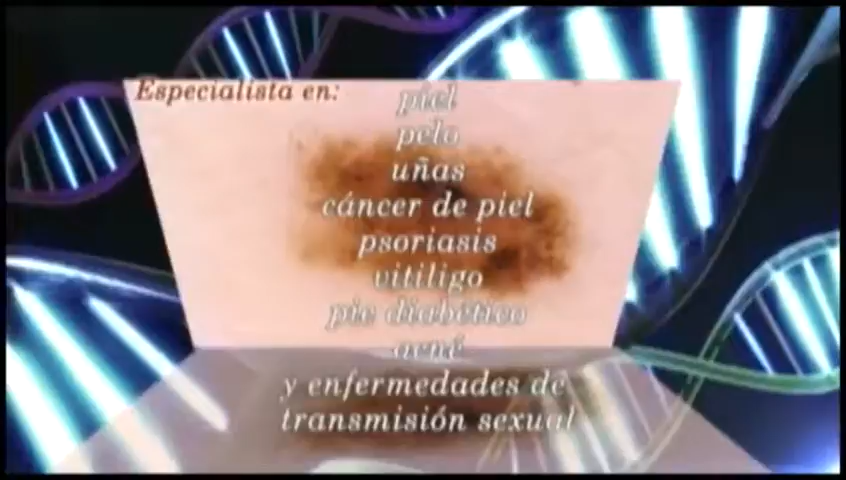 Especialista en:
piel
pelo
uñas
cáncer de piel
psoriasis
vitiligo
pie diabético
acné
y enfermedades de
transmisión sexual